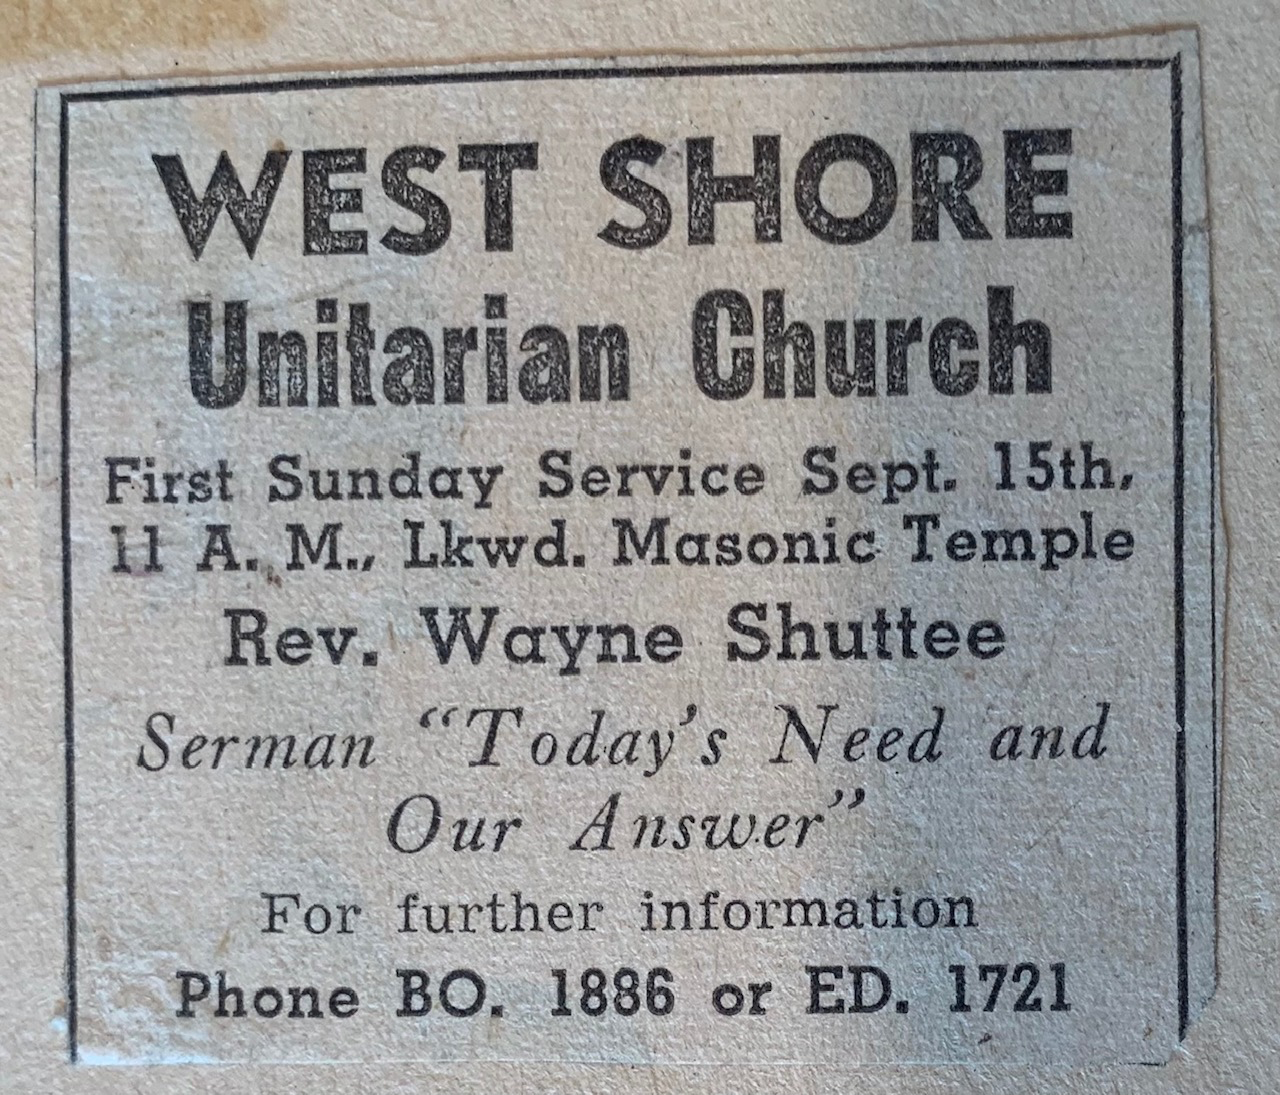 WEST SHORE
Unitarian Church
First Sunday Service Sept. 15th,
11 A. M., Lkwd. Masonic Temple
Rev. Wayne Shuttee
Serman “Today’s Need and
Our Answer”
For further information
Phone BO. 1886 or ED. 1721